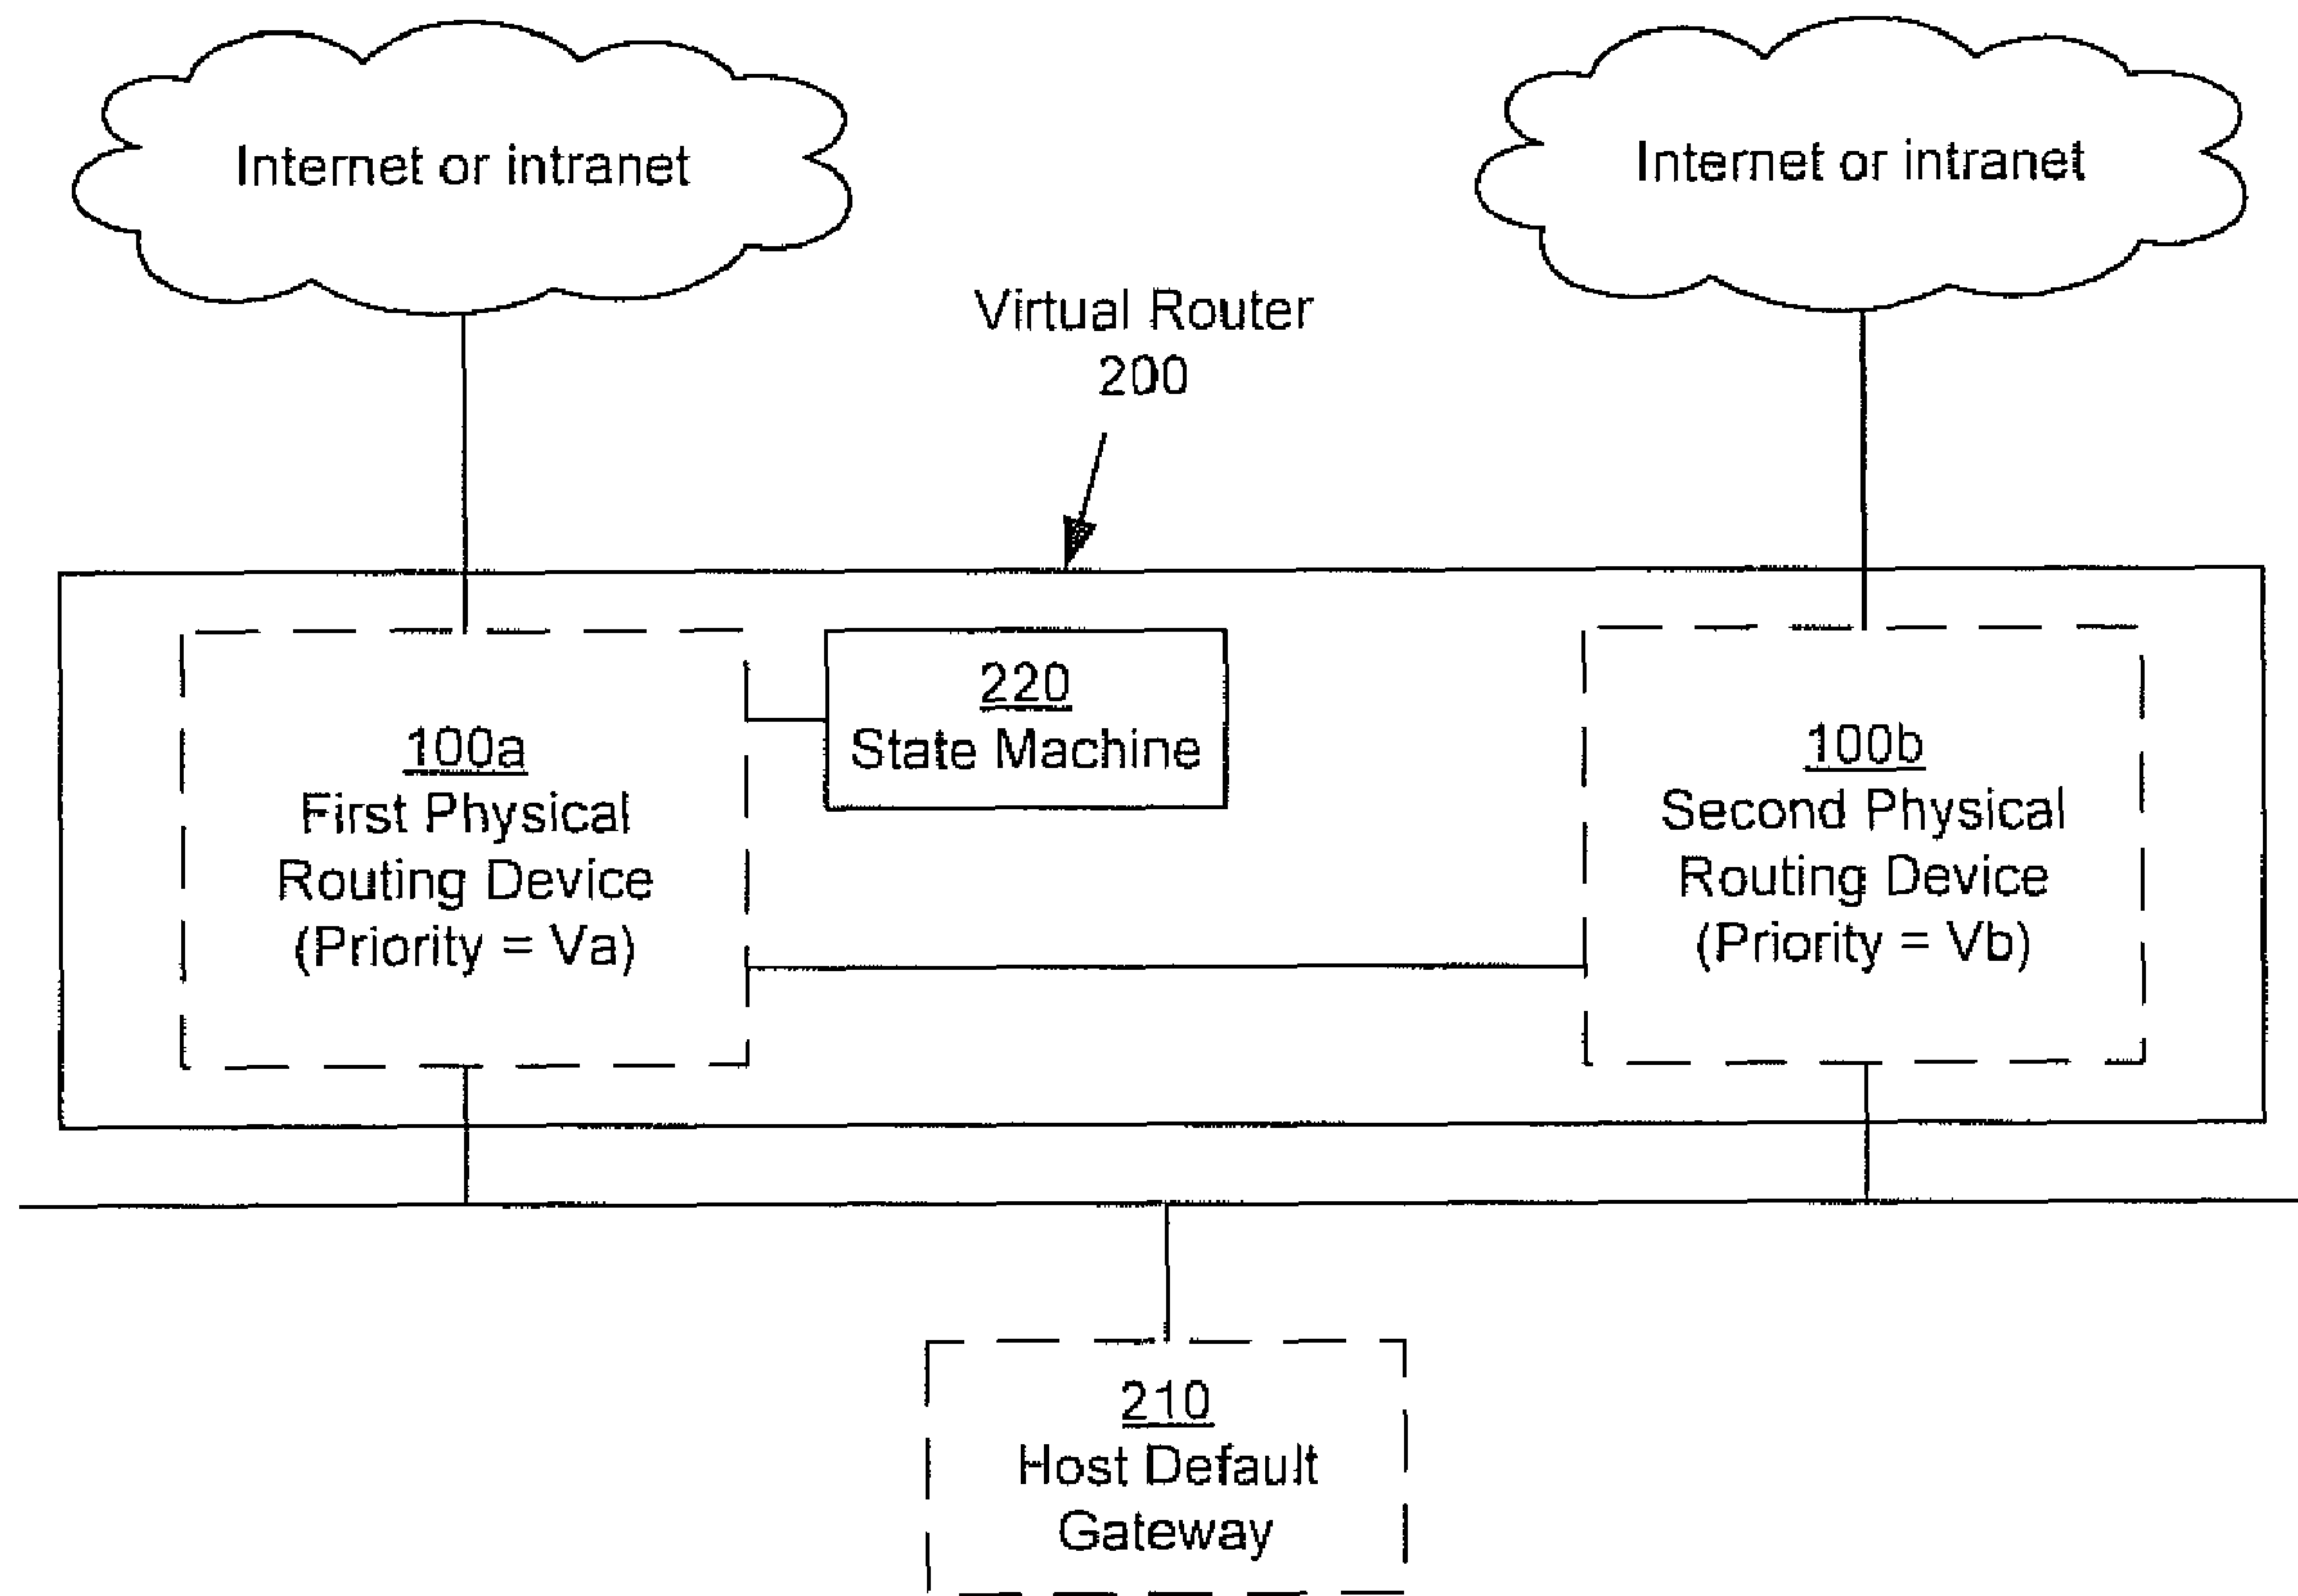 Internet or intranet
Internet or intranet
Virtual Router
200
220
State Machine
100a
First Physical
Routing Device
(Priority = Va)
100b
Second Physical
Routing Device
(Priority = Vb)
210
Host Default
Gateway